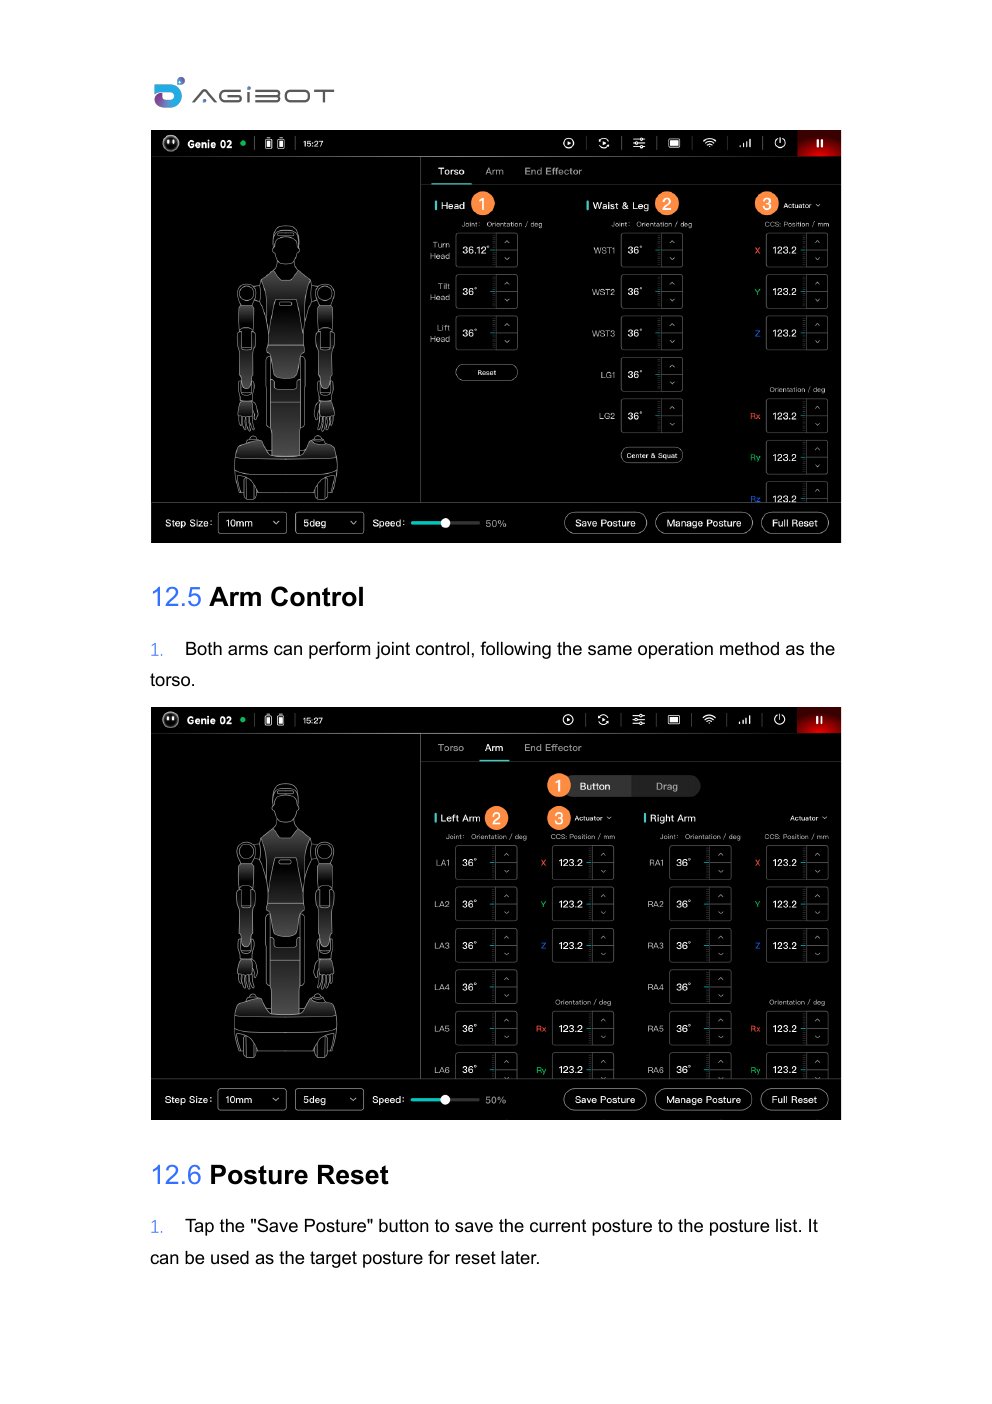 AGIBOT
Genie 02 15:27
Torso Arm End Effector
1 2 3
Head Waist & Leg Actuator
Joint: Orientation / deg Joint: Orientation / deg CCS: Position / mm
Turn Head 36.12° WST1 36° X 123.2
Tilt Head 36° WST2 36° Y 123.2
Lift Head 36° WST3 36° Z 123.2
Reset LG1 36°
Orientation / deg
LG2 36° Rx 123.2
Center & Squat Ry 123.2
Rz 123.2
Step Size: 10mm 5deg Speed: 50% Save Posture Manage Posture Full Reset
12.5 Arm Control
1. Both arms can perform joint control, following the same operation method as the
torso.
Genie 02 15:27
Torso Arm End Effector
1 Button Drag
Left Arm 2 3 Actuator Right Arm Actuator
Joint: Orientation / deg CCS: Position / mm Joint: Orientation / deg CCS: Position / mm
LA1 36° X 123.2 RA1 36° X 123.2
LA2 36° Y 123.2 RA2 36° Y 123.2
LA3 36° Z 123.2 RA3 36° Z 123.2
LA4 36° RA4 36°
Orientation / deg Orientation / deg
LA5 36° Rx 123.2 RA5 36° Rx 123.2
LA6 36° Ry 123.2 RA6 36° Ry 123.2
Step Size: 10mm 5deg Speed: 50% Save Posture Manage Posture Full Reset
12.6 Posture Reset
1. Tap the "Save Posture" button to save the current posture to the posture list. It
can be used as the target posture for reset later.